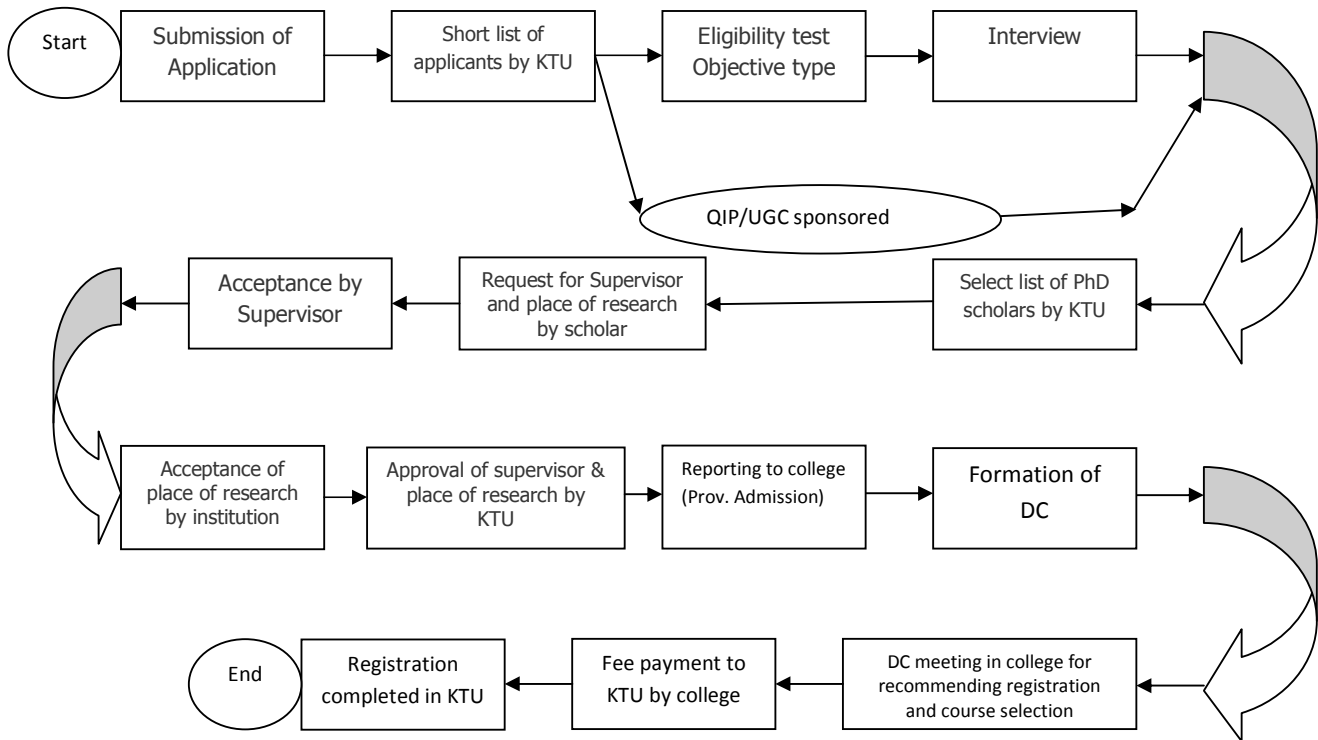 Start
Submission of
Application
Short list of
applicants by KTU
Eligibility test
Objective type
Interview
QIP/UGC sponsored
Select list of PhD
scholars by KTU
Request for Supervisor
and place of research
by scholar
Acceptance by
Supervisor
Acceptance of
place of research
by institution
Approval of supervisor &
place of research by
KTU
Reporting to college
(Prov. Admission)
Formation of
DC
DC meeting in college for
recommending registration
and course selection
Fee payment to
KTU by college
Registration
completed in KTU
End